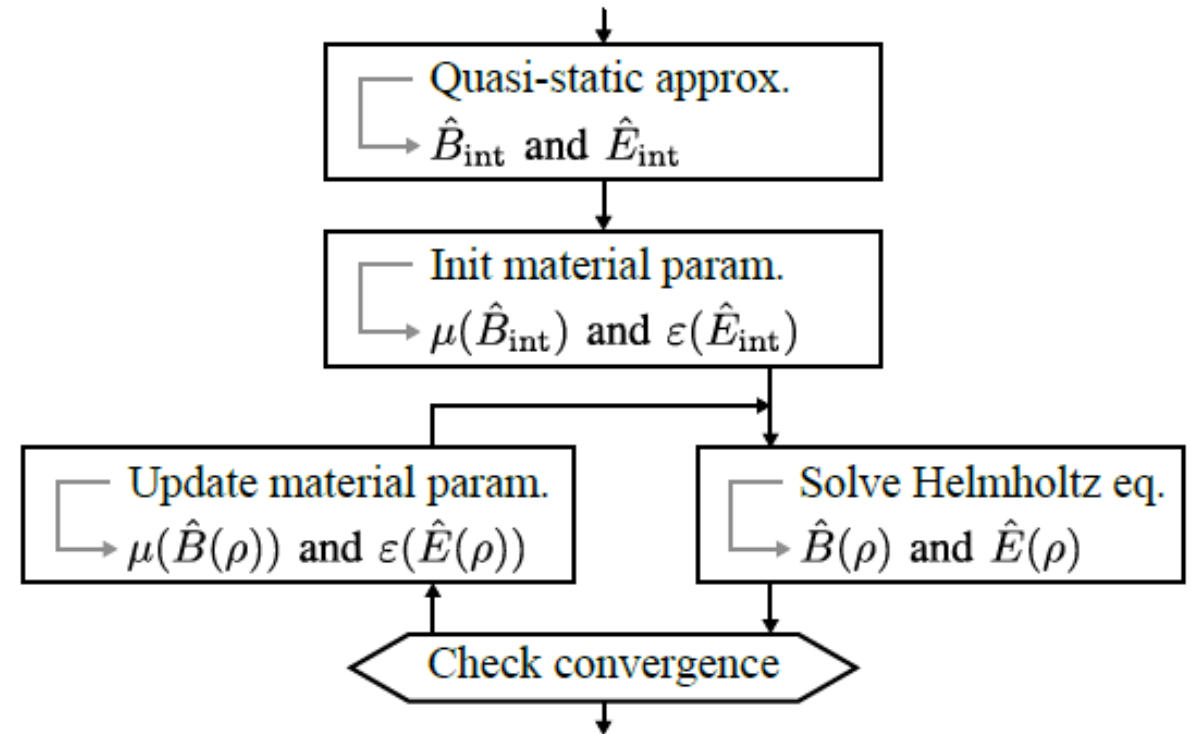 Quasi-static approx.
B̂_int and Ê_int
Init material param.
μ(B̂_int) and ε(Ê_int)
Update material param.
μ(B̂(ρ)) and ε(Ê(ρ))
Solve Helmholtz eq.
B̂(ρ) and Ê(ρ)
Check convergence